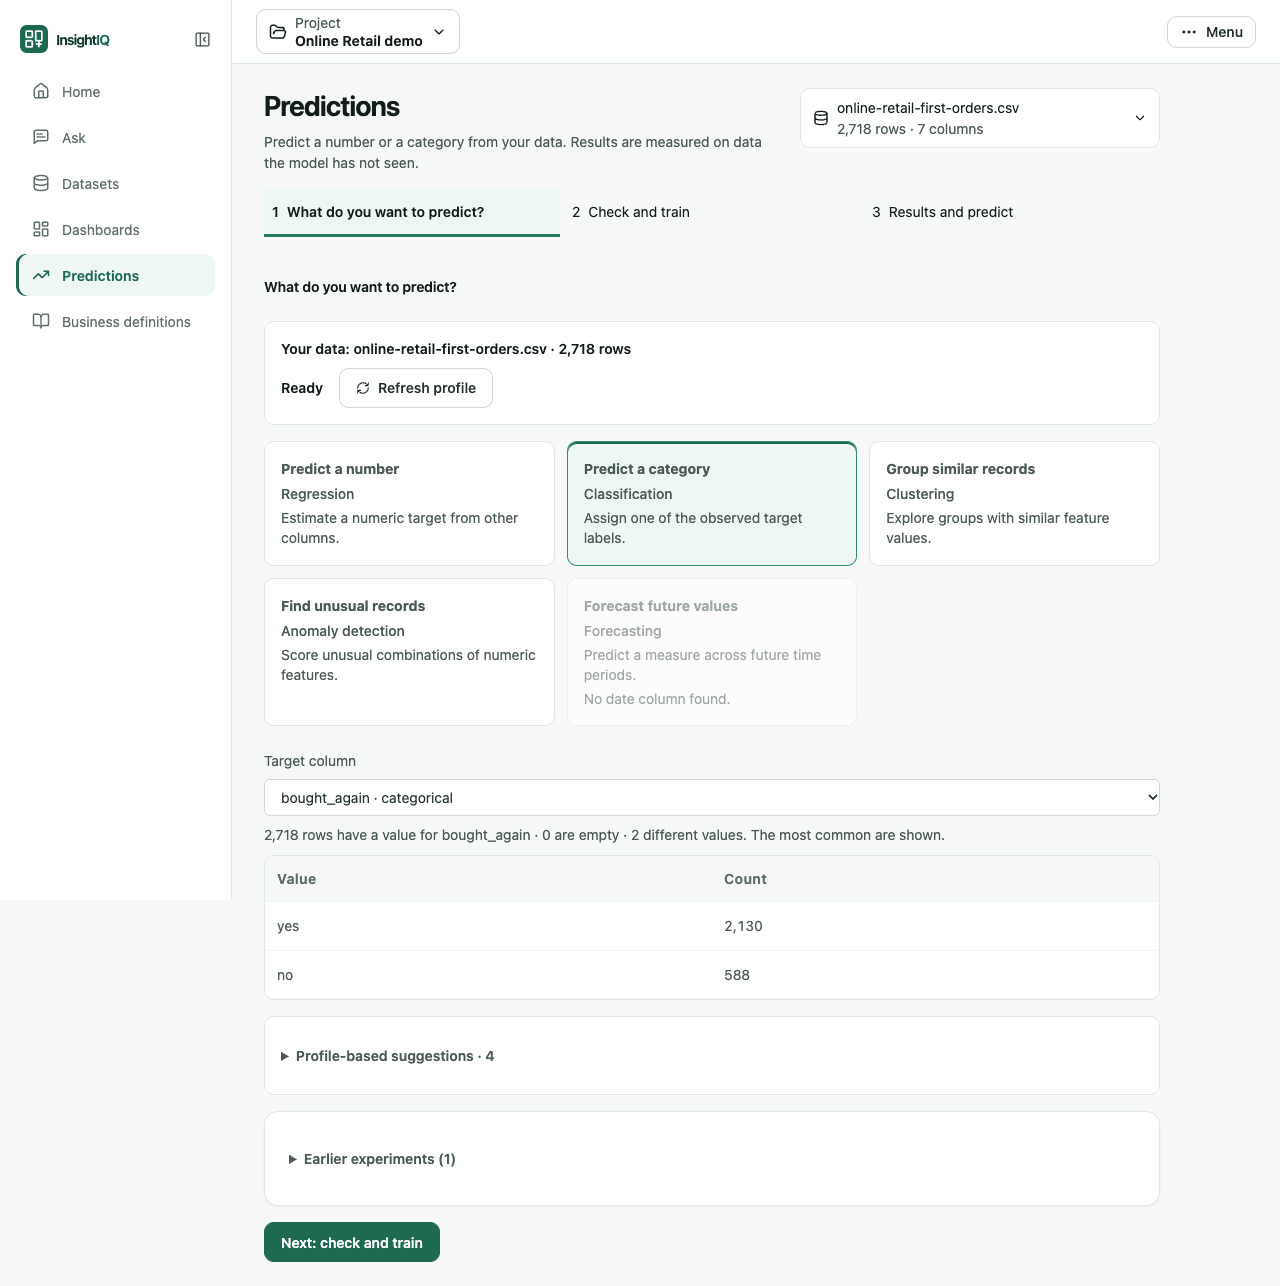 InsightIQ
Home
Ask
Datasets
Dashboards
Predictions
Business definitions
Project
Online Retail demo
Menu
Predictions
Predict a number or a category from your data. Results are measured on data
the model has not seen.
online-retail-first-orders.csv
2,718 rows · 7 columns
1 What do you want to predict?
2 Check and train
3 Results and predict
What do you want to predict?
Your data: online-retail-first-orders.csv · 2,718 rows
Ready
Refresh profile
Predict a number
Regression
Estimate a numeric target from other
columns.
Predict a category
Classification
Assign one of the observed target
labels.
Group similar records
Clustering
Explore groups with similar feature
values.
Find unusual records
Anomaly detection
Score unusual combinations of numeric
features.
Forecast future values
Forecasting
Predict a measure across future time
periods.
No date column found.
Target column
bought_again · categorical
2,718 rows have a value for bought_again · 0 are empty · 2 different values. The most common are shown.
Value Count
yes 2,130
no 588
Profile-based suggestions · 4
Earlier experiments (1)
Next: check and train